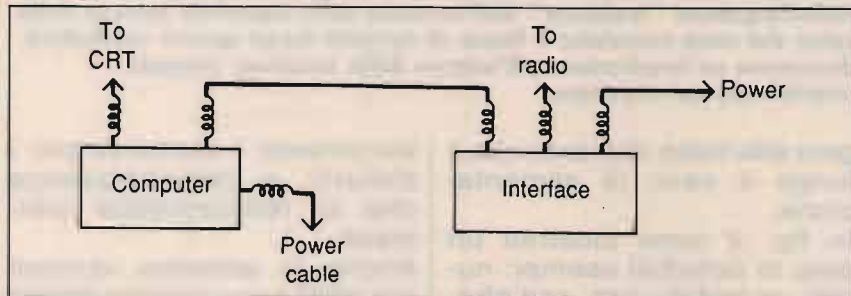 To
CRT
To
radio
Power
Computer
Interface
Power
cable